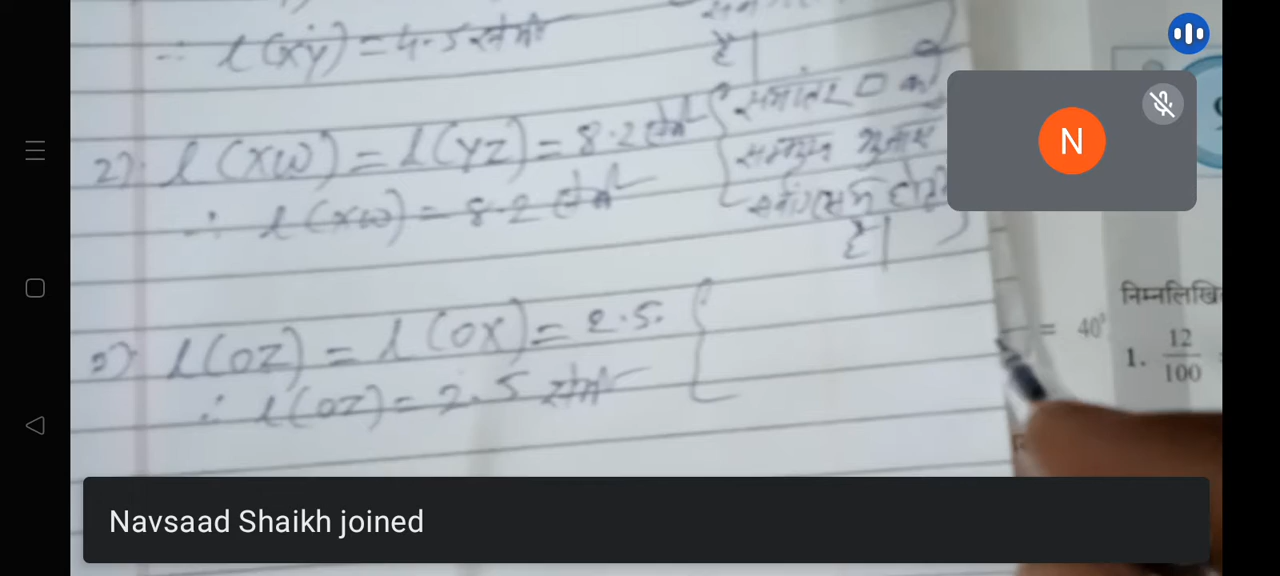 ∴ l(XY) = 4.5 सेमी
है|
2) l(XW) = l(YZ) = 8.2 सेमी { समांतर □ की
सम्मुख भुजाएं
∴ l(XW) = 8.2 सेमी
सर्वांगसम होती
है|
3) l(OZ) = l(OX) = 2.5 {
∴ l(OZ) = 2.5 सेमी
N
निम्नलिखि
= 40°
1. 12/100
Navsaad Shaikh joined